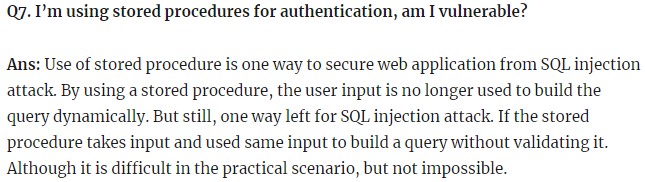 Q7. I’m using stored procedures for authentication, am I vulnerable?
Ans: Use of stored procedure is one way to secure web application from SQL injection
attack. By using a stored procedure, the user input is no longer used to build the
query dynamically. But still, one way left for SQL injection attack. If the stored
procedure takes input and used same input to build a query without validating it.
Although it is difficult in the practical scenario, but not impossible.